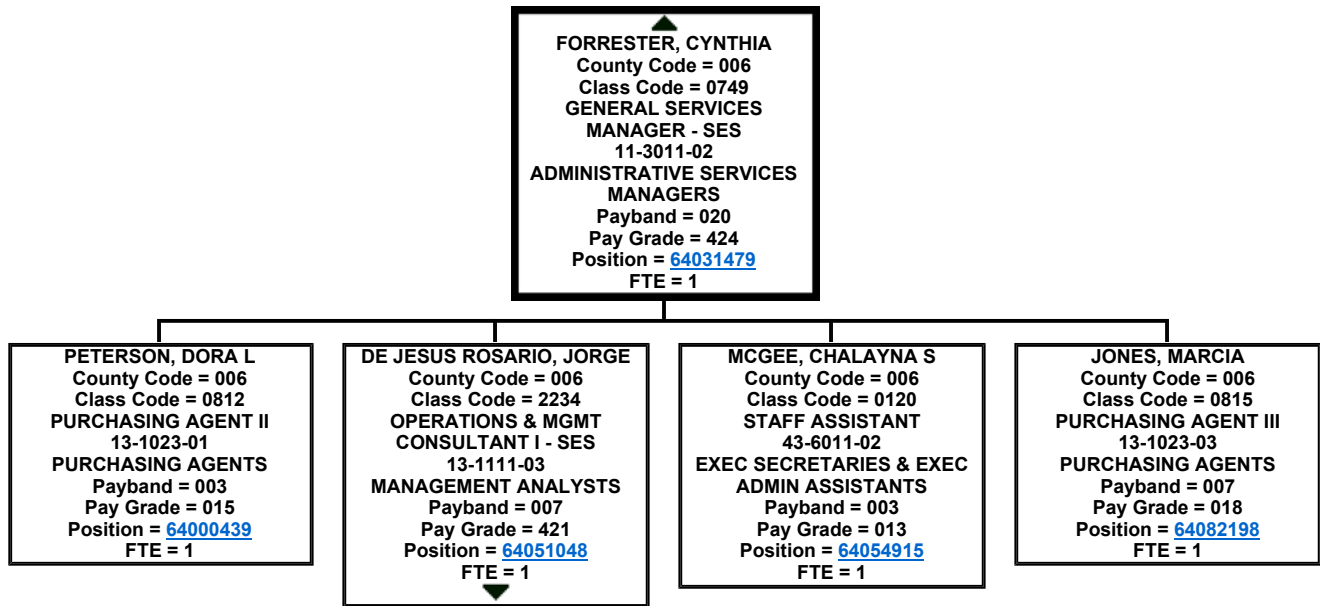 FORRESTER, CYNTHIA
County Code = 006
Class Code = 0749
GENERAL SERVICES
MANAGER - SES
11-3011-02
ADMINISTRATIVE SERVICES
MANAGERS
Payband = 020
Pay Grade = 424
Position = 64031479
FTE = 1
PETERSON, DORA L
County Code = 006
Class Code = 0812
PURCHASING AGENT II
13-1023-01
PURCHASING AGENTS
Payband = 003
Pay Grade = 015
Position = 64000439
FTE = 1
DE JESUS ROSARIO, JORGE
County Code = 006
Class Code = 2234
OPERATIONS & MGMT
CONSULTANT I - SES
13-1111-03
MANAGEMENT ANALYSTS
Payband = 007
Pay Grade = 421
Position = 64051048
FTE = 1
MCGEE, CHALAYNA S
County Code = 006
Class Code = 0120
STAFF ASSISTANT
43-6011-02
EXEC SECRETARIES & EXEC
ADMIN ASSISTANTS
Payband = 003
Pay Grade = 013
Position = 64054915
FTE = 1
JONES, MARCIA
County Code = 006
Class Code = 0815
PURCHASING AGENT III
13-1023-03
PURCHASING AGENTS
Payband = 007
Pay Grade = 018
Position = 64082198
FTE = 1